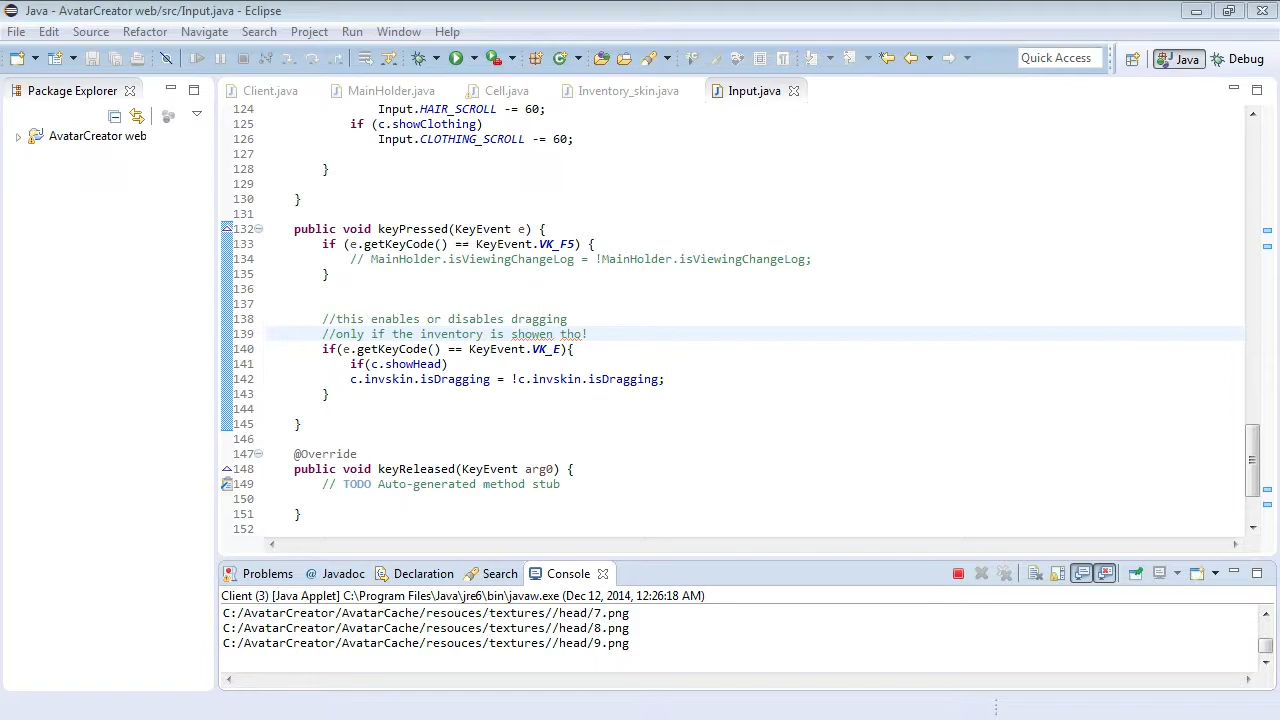 Java - AvatarCreator web/src/Input.java - Eclipse
File Edit Source Refactor Navigate Search Project Run Window Help
Quick Access Java Debug
Package Explorer Client.java MainHolder.java Cell.java Inventory_skin.java Input.java
AvatarCreator web
124 Input.HAIR_SCROLL -= 60;
125 if (c.showClothing)
126 Input.CLOTHING_SCROLL -= 60;
127
128 }
129
130 }
131
132 public void keyPressed(KeyEvent e) {
133 if (e.getKeyCode() == KeyEvent.VK_F5) {
134 // MainHolder.isViewingChangeLog = !MainHolder.isViewingChangeLog;
135 }
136
137
138 //this enables or disables dragging
139 //only if the inventory is showen tho!
140 if(e.getKeyCode() == KeyEvent.VK_E){
141 if(c.showHead)
142 c.invskin.isDragging = !c.invskin.isDragging;
143 }
144
145 }
146
147 @Override
148 public void keyReleased(KeyEvent arg0) {
149 // TODO Auto-generated method stub
150
151 }
152
Problems @ Javadoc Declaration Search Console
Client (3) [Java Applet] C:\Program Files\Java\jre6\bin\javaw.exe (Dec 12, 2014, 12:26:18 AM)
C:/AvatarCreator/AvatarCache/resouces/textures//head/7.png
C:/AvatarCreator/AvatarCache/resouces/textures//head/8.png
C:/AvatarCreator/AvatarCache/resouces/textures//head/9.png